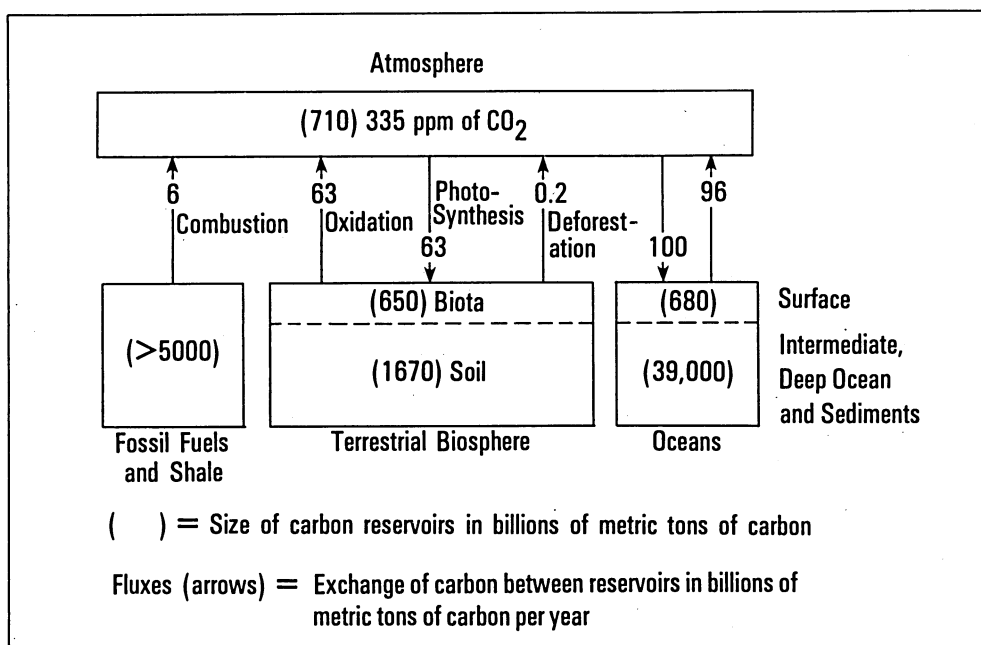 Atmosphere
(710) 335 ppm of CO2
6
Combustion
63
Oxidation
Photo-
Synthesis
63
0.2
Deforest-
ation
100
96
(>5000)
Fossil Fuels
and Shale
(650) Biota
(1670) Soil
Terrestrial Biosphere
(680)
(39,000)
Oceans
Surface
Intermediate,
Deep Ocean
and Sediments
( ) = Size of carbon reservoirs in billions of metric tons of carbon
Fluxes (arrows) = Exchange of carbon between reservoirs in billions of
metric tons of carbon per year